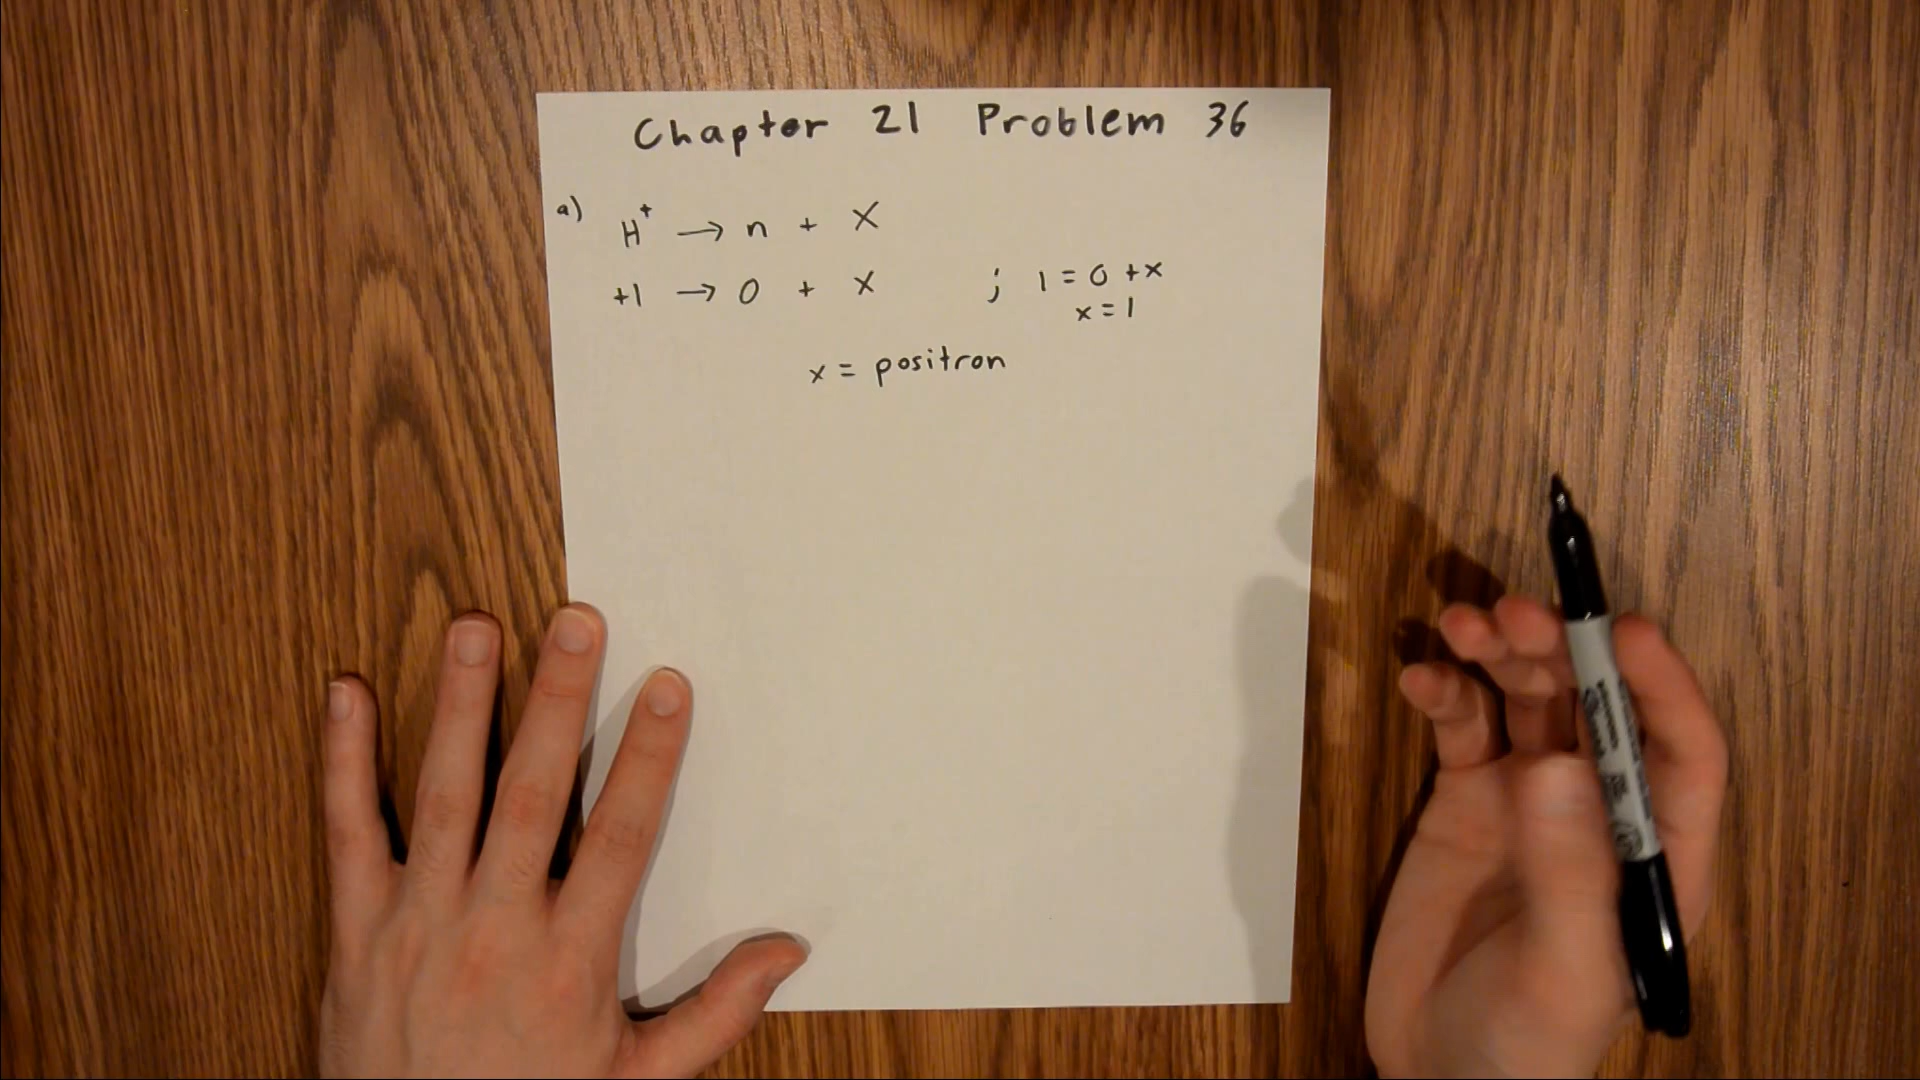 Chapter 21 Problem 36
a) H⁺ → n + X
+1 → 0 + X ; 1 = 0 + x
x = 1
x = positron